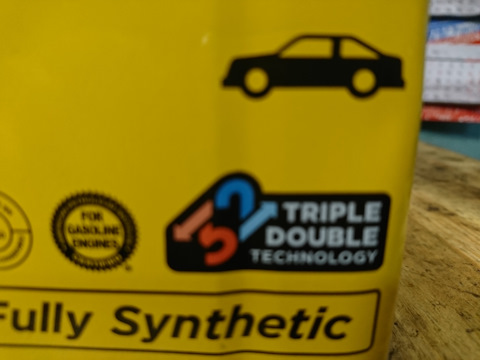 FOR
GASOLINE
ENGINES
TRIPLE
DOUBLE
TECHNOLOGY
Fully Synthetic